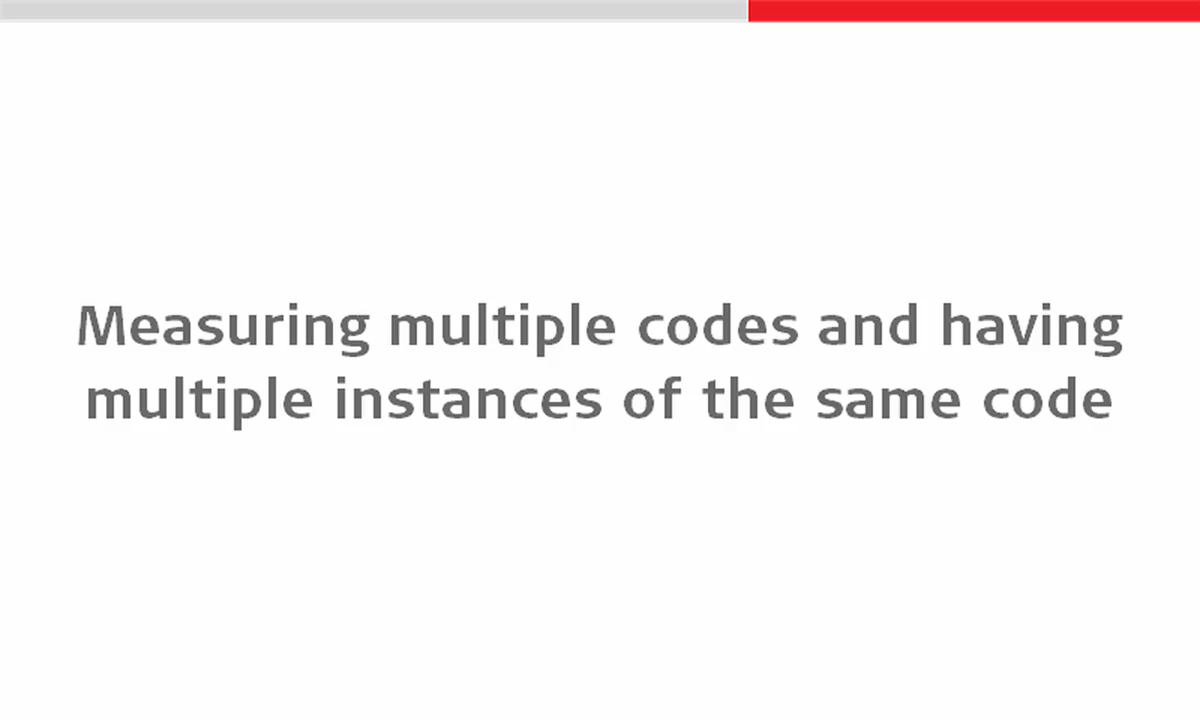 Measuring multiple codes and having
multiple instances of the same code